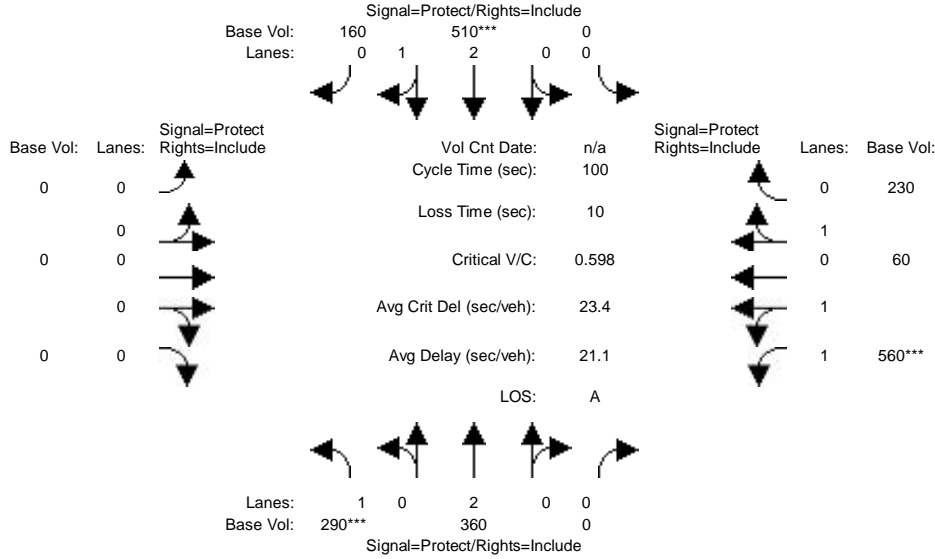 Signal=Protect/Rights=Include
Base Vol: 160 510*** 0
Lanes: 0 1 2 0 0
Signal=Protect
Base Vol: Lanes: Rights=Include
Vol Cnt Date: n/a
Signal=Protect
Rights=Include Lanes: Base Vol:
Cycle Time (sec): 100
0 0
0 230
Loss Time (sec): 10
0
1
0 0
Critical V/C: 0.598
0 60
0
Avg Crit Del (sec/veh): 23.4
1
0 0
Avg Delay (sec/veh): 21.1
1 560***
LOS: A
Lanes: 1 0 2 0 0
Base Vol: 290*** 360 0
Signal=Protect/Rights=Include